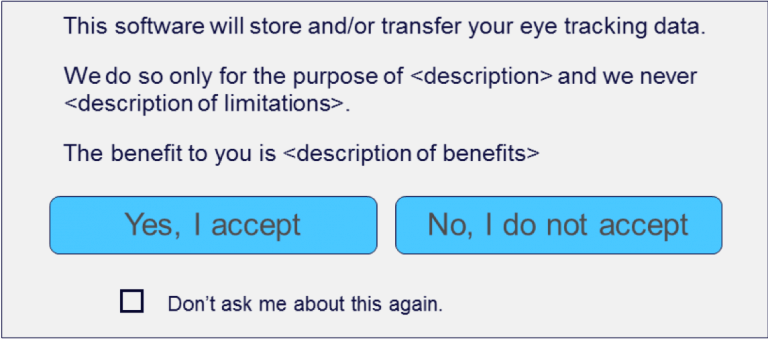 This software will store and/or transfer your eye tracking data.
We do so only for the purpose of <description> and we never
<description of limitations>.
The benefit to you is <description of benefits>
Yes, I accept
No, I do not accept
Don't ask me about this again.